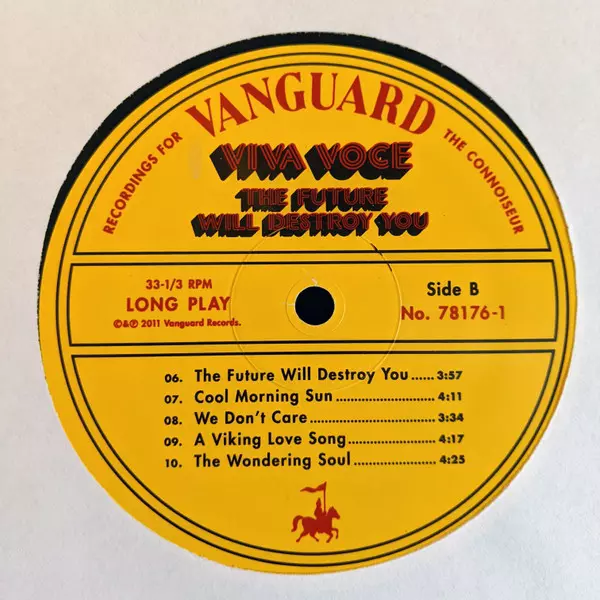 VANGUARD
RECORDINGS FOR
THE CONNOISEUR
VIVA VOCE
THE FUTURE
WILL DESTROY YOU
33-1/3 RPM
LONG PLAY
©&℗ 2011 Vanguard Records.
Side B
No. 78176-1
06. The Future Will Destroy You ...... 3:57
07. Cool Morning Sun ........................ 4:11
08. We Don't Care ............................ 3:34
09. A Viking Love Song ..................... 4:17
10. The Wondering Soul .................... 4:25